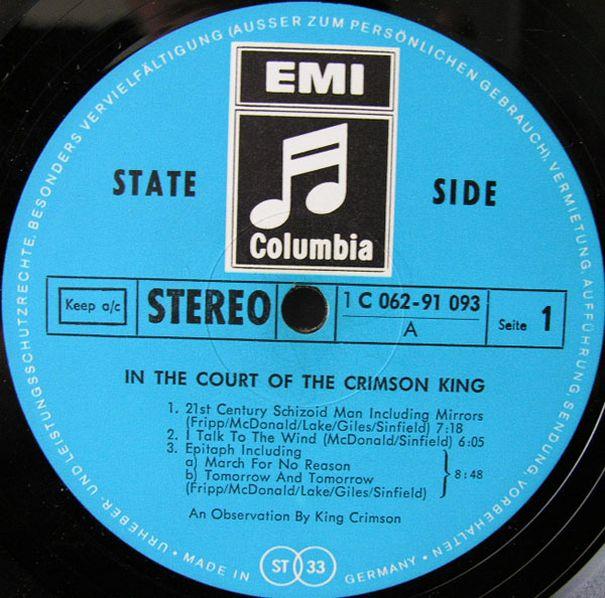 URHEBER- UND LEISTUNGSSCHUTZRECHTE, BESONDERS VERVIELFÄLTIGUNG (AUSSER ZUM PERSÖNLICHEN GEBRAUCH), VERMIETUNG, AUFFÜHRUNG, SENDUNG, VORBEHALTEN
EMI
STATE SIDE
Columbia
Keep a/c
STEREO
1 C 062-91 093
A
Seite 1
IN THE COURT OF THE CRIMSON KING
1. 21st Century Schizoid Man Including Mirrors
(Fripp/McDonald/Lake/Giles/Sinfield) 7:18
2. I Talk To The Wind (McDonald/Sinfield) 6:05
3. Epitaph Including
a) March For No Reason
b) Tomorrow And Tomorrow
(Fripp/McDonald/Lake/Giles/Sinfield)
8:48
An Observation By King Crimson
• MADE IN ST 33 GERMANY •